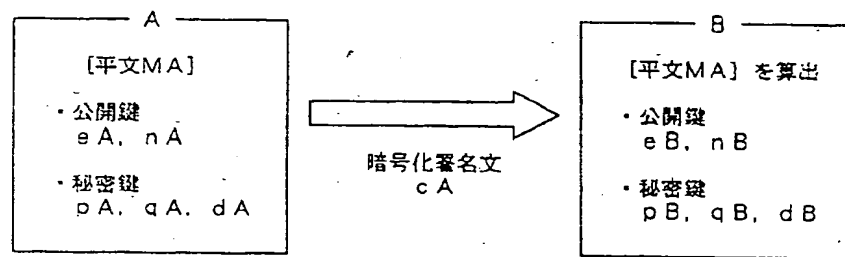 A
[平文MA]
・公開鍵
eA, nA
・秘密鍵
pA, qA, dA
暗号化署名文
cA
B
[平文MA] を算出
・公開鍵
eB, nB
・秘密鍵
pB, qB, dB